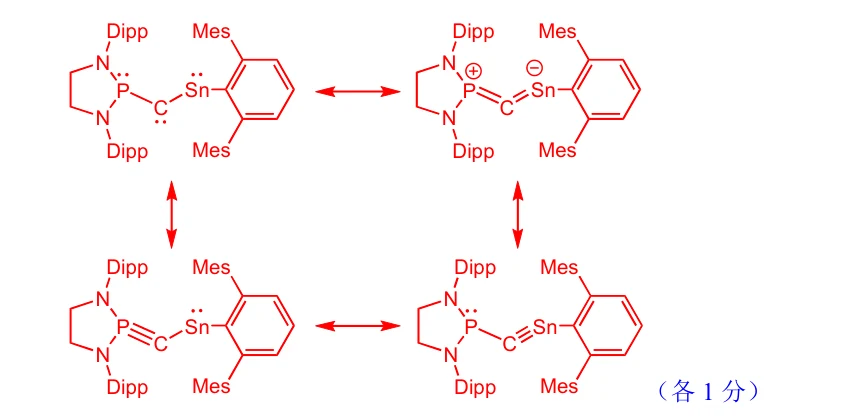 Dipp Mes Dipp Mes
N N
P Sn P ⊕ Sn ⊖
C C
N N
Dipp Mes Dipp Mes
Dipp Mes Dipp Mes
N N
P Sn P Sn
C C
N N
Dipp Mes Dipp Mes
（各 1 分）